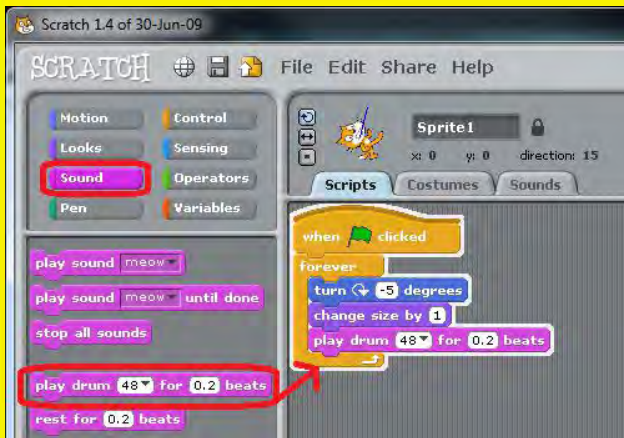 Scratch 1.4 of 30-Jun-09
SCRATCH File Edit Share Help
Motion Control
Looks Sensing
Sound Operators
Pen Variables
Sprite1
x: 0 y: 0 direction: 15
Scripts Costumes Sounds
play sound meow
play sound meow until done
stop all sounds
play drum 48 for 0.2 beats
rest for 0.2 beats
when clicked
forever
turn -5 degrees
change size by 1
play drum 48 for 0.2 beats